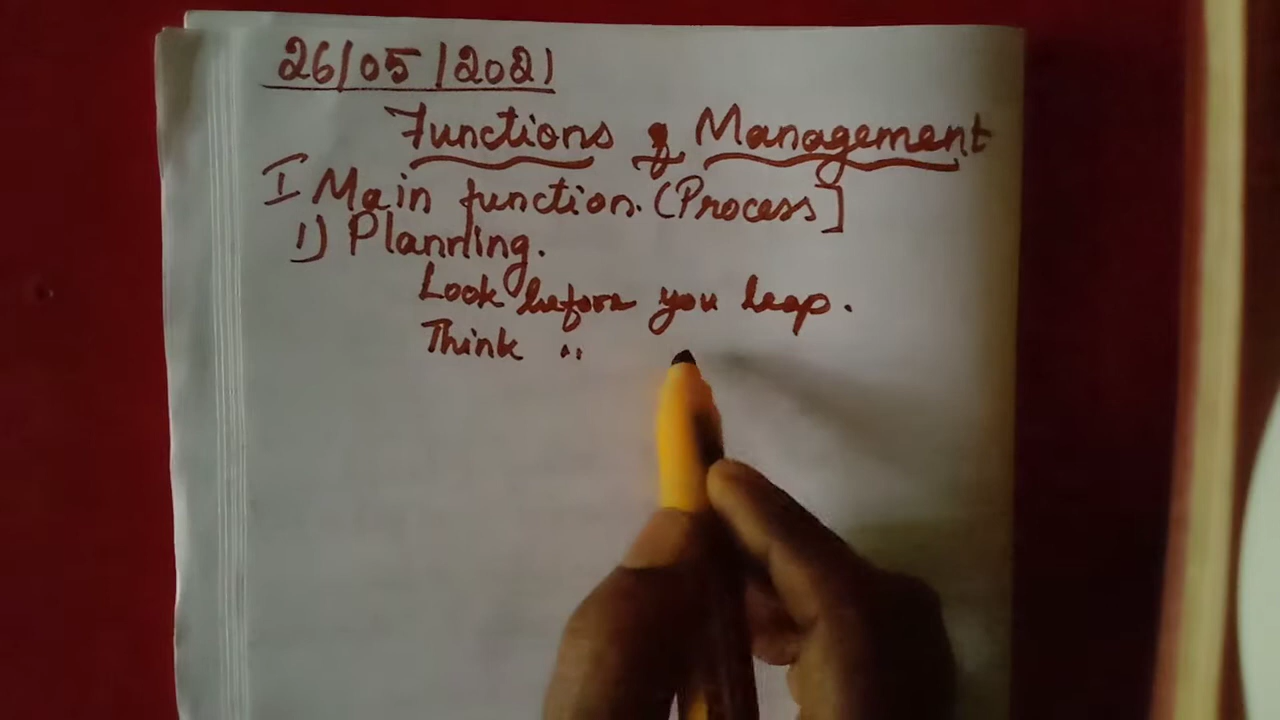 26/05/2021
Functions of Management
I Main function. (Process]
1) Planning.
Look before you leap.
Think "